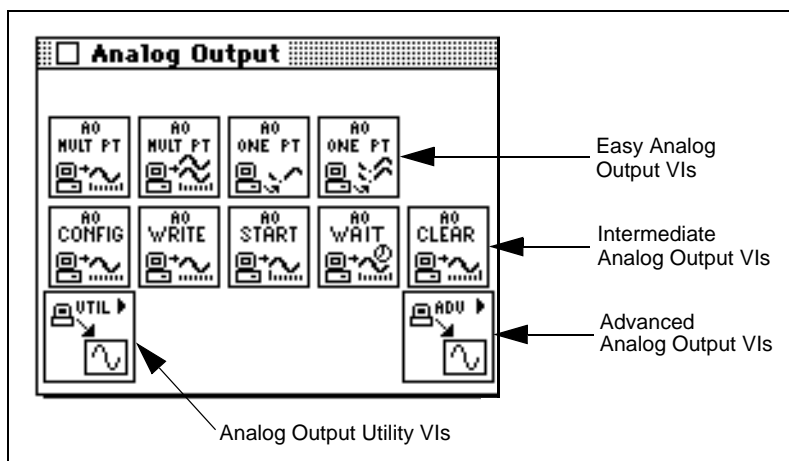 Analog Output
AO MULT PT
AO MULT PT
AO ONE PT
AO ONE PT
Easy Analog
Output VIs
AO CONFIG
AO WRITE
AO START
AO WAIT
AO CLEAR
Intermediate
Analog Output VIs
UTIL
ADV
Advanced
Analog Output VIs
Analog Output Utility VIs